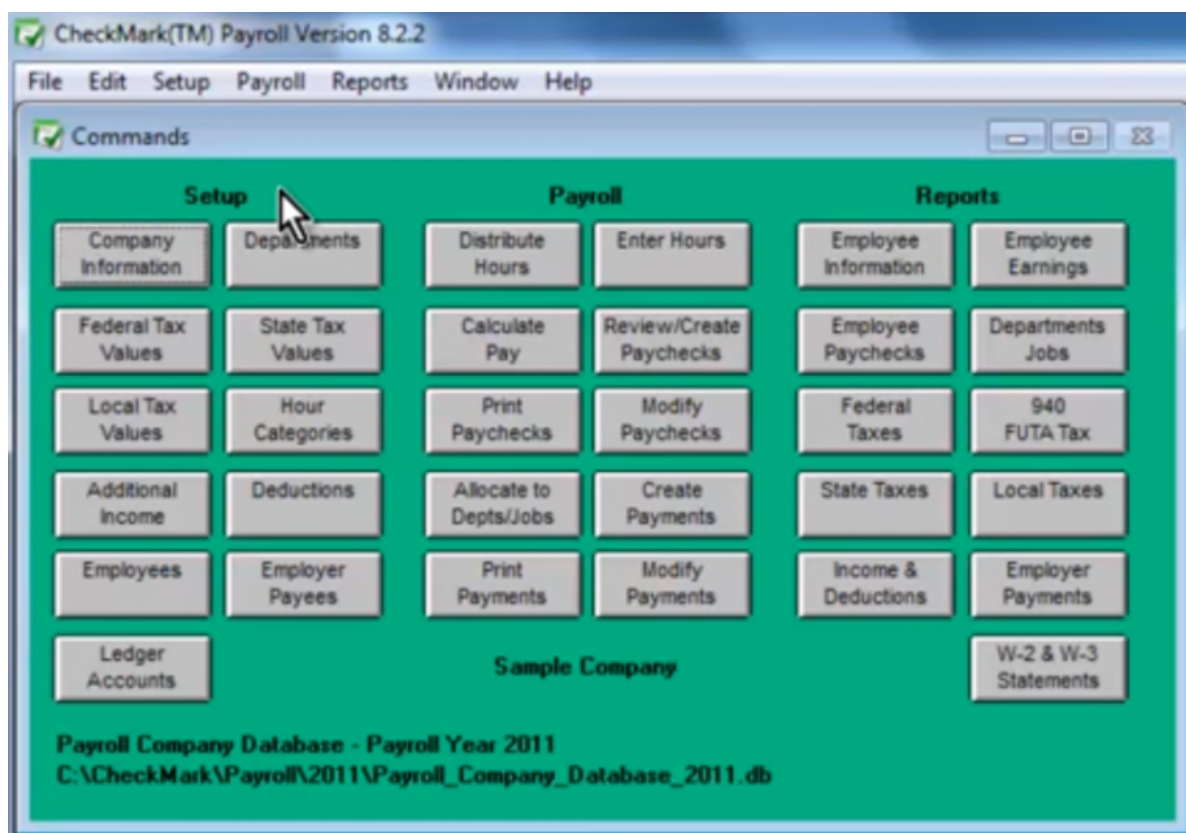 CheckMark(TM) Payroll Version 8.2.2
File Edit Setup Payroll Reports Window Help
Commands
Setup
Company
Information
Departments
Federal Tax
Values
State Tax
Values
Local Tax
Values
Hour
Categories
Additional
Income
Deductions
Employees
Employer
Payees
Ledger
Accounts
Payroll
Distribute
Hours
Enter Hours
Calculate
Pay
Review/Create
Paychecks
Print
Paychecks
Modify
Paychecks
Allocate to
Depts/Jobs
Create
Payments
Print
Payments
Modify
Payments
Reports
Employee
Information
Employee
Earnings
Employee
Paychecks
Departments
Jobs
Federal
Taxes
940
FUTA Tax
State Taxes
Local Taxes
Income &
Deductions
Employer
Payments
W-2 & W-3
Statements
Sample Company
Payroll Company Database - Payroll Year 2011
C:\CheckMark\Payroll\2011\Payroll_Company_Database_2011.db